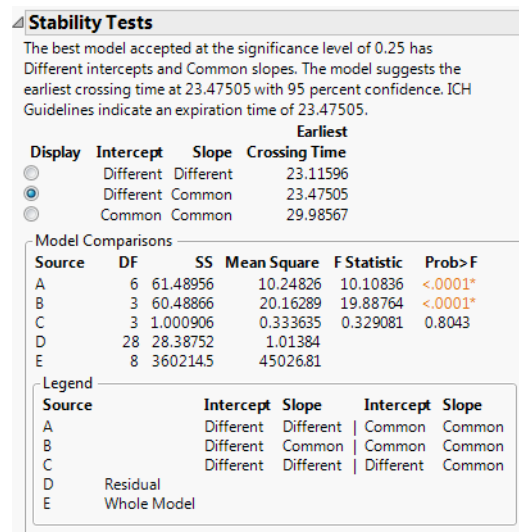 Stability Tests
The best model accepted at the significance level of 0.25 has
Different intercepts and Common slopes. The model suggests the
earliest crossing time at 23.47505 with 95 percent confidence. ICH
Guidelines indicate an expiration time of 23.47505.
Earliest
Display Intercept Slope Crossing Time
Different Different 23.11596
Different Common 23.47505
Common Common 29.98567
Model Comparisons
Source DF SS Mean Square F Statistic Prob>F
A 6 61.48956 10.24826 10.10836 <.0001*
B 3 60.48866 20.16289 19.88764 <.0001*
C 3 1.000906 0.333635 0.329081 0.8043
D 28 28.38752 1.01384
E 8 360214.5 45026.81
Legend
Source Intercept Slope Intercept Slope
A Different Different | Common Common
B Different Common | Common Common
C Different Different | Different Common
D Residual
E Whole Model